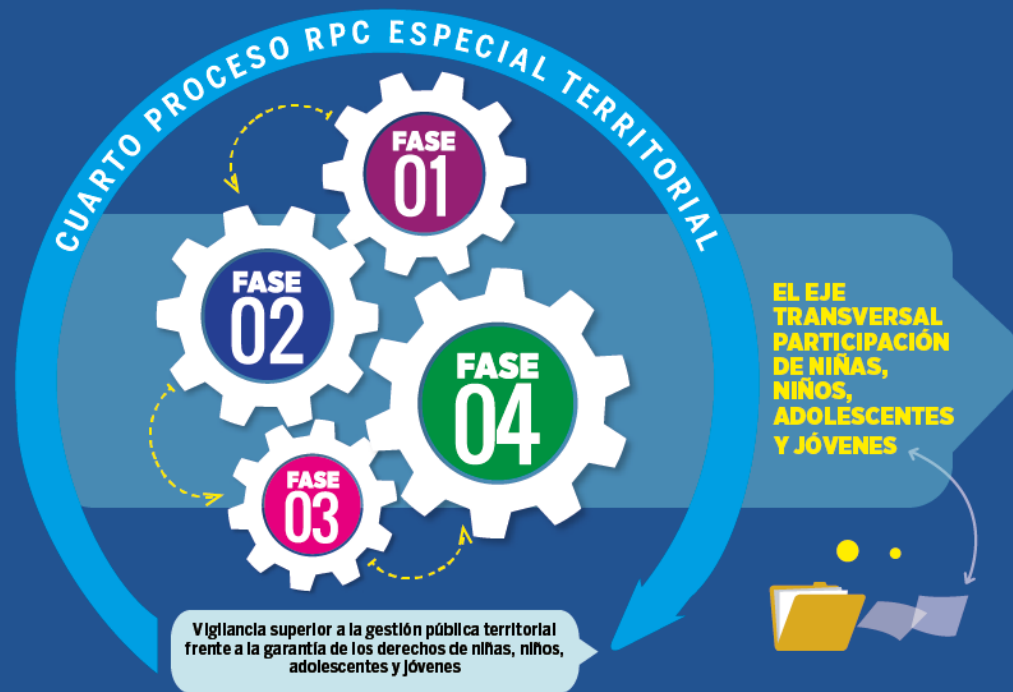 CUARTO PROCESO RPC ESPECIAL TERRITORIAL
FASE
01
FASE
02
FASE
04
FASE
03
EL EJE
TRANSVERSAL
PARTICIPACIÓN
DE NIÑAS,
NIÑOS,
ADOLESCENTES
Y JÓVENES
Vigilancia superior a la gestión pública territorial
frente a la garantía de los derechos de niñas, niños,
adolescentes y jóvenes